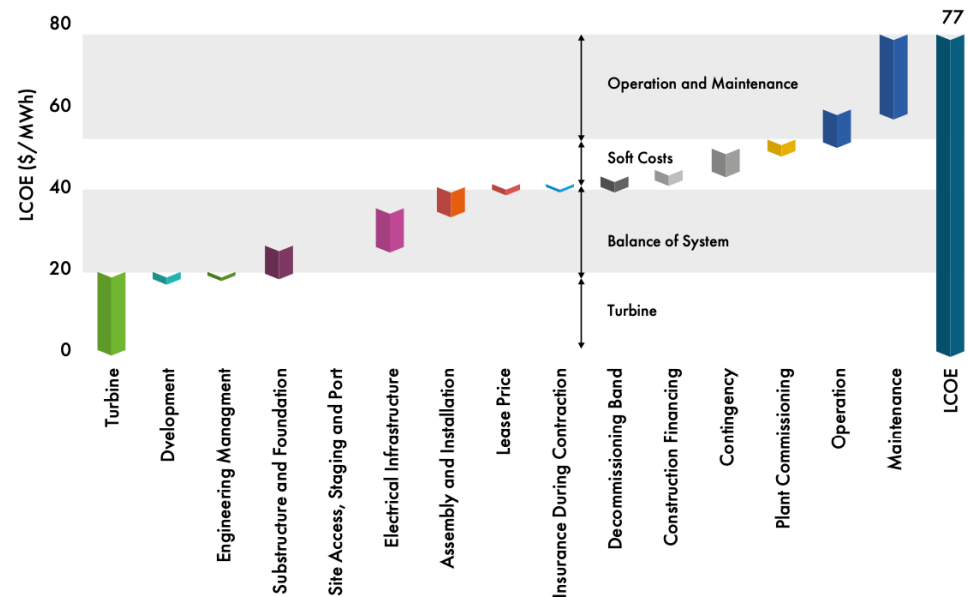 77
80
60
40
20
0
LCOE ($/MWh)
Operation and Maintenance
Soft Costs
Balance of System
Turbine
Turbine
Dvelopment
Engineering Managment
Substructure and Foundation
Site Access, Staging and Port
Electrical Infrastructure
Assembly and Installation
Lease Price
Insurance During Contraction
Decommissioning Band
Construction Financing
Contingency
Plant Commissioning
Operation
Maintenance
LCOE